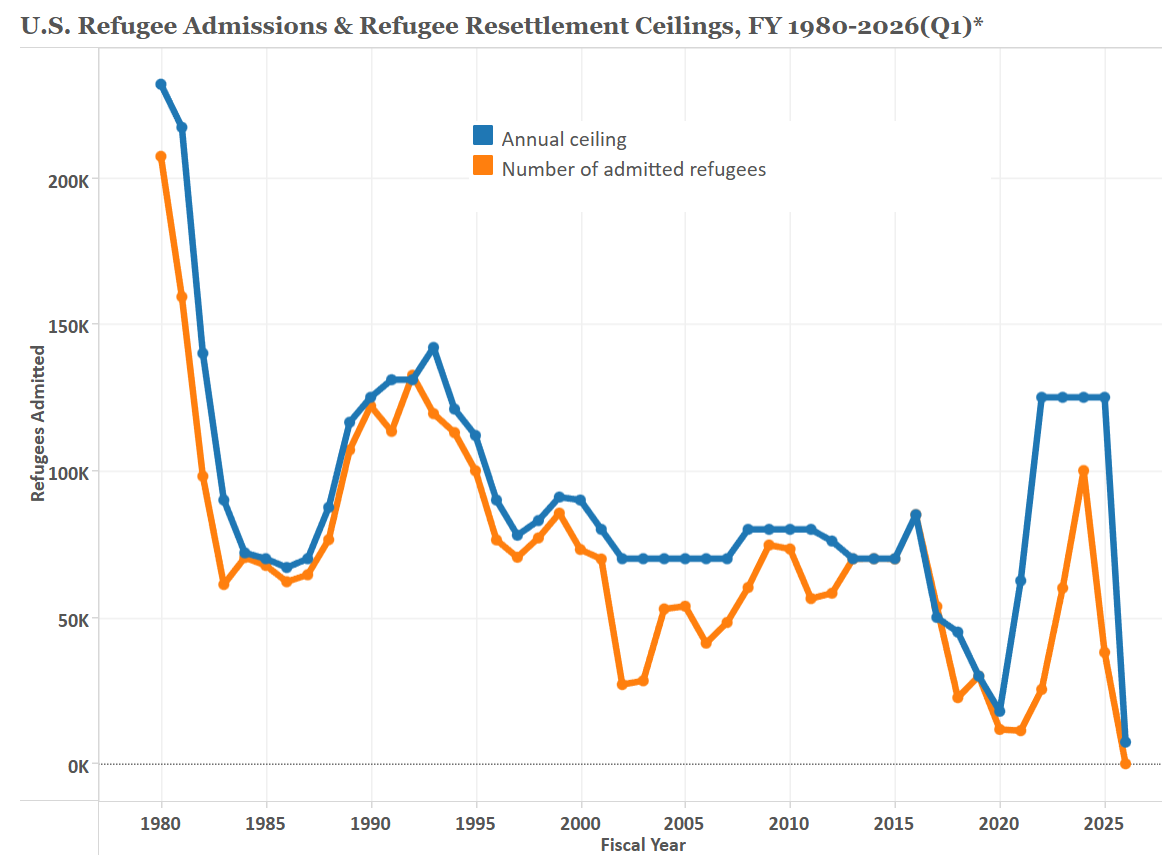 U.S. Refugee Admissions & Refugee Resettlement Ceilings, FY 1980-2026(Q1)*
Annual ceiling
Number of admitted refugees
200K
150K
100K
50K
0K
Refugees Admitted
1980 1985 1990 1995 2000 2005 2010 2015 2020 2025
Fiscal Year